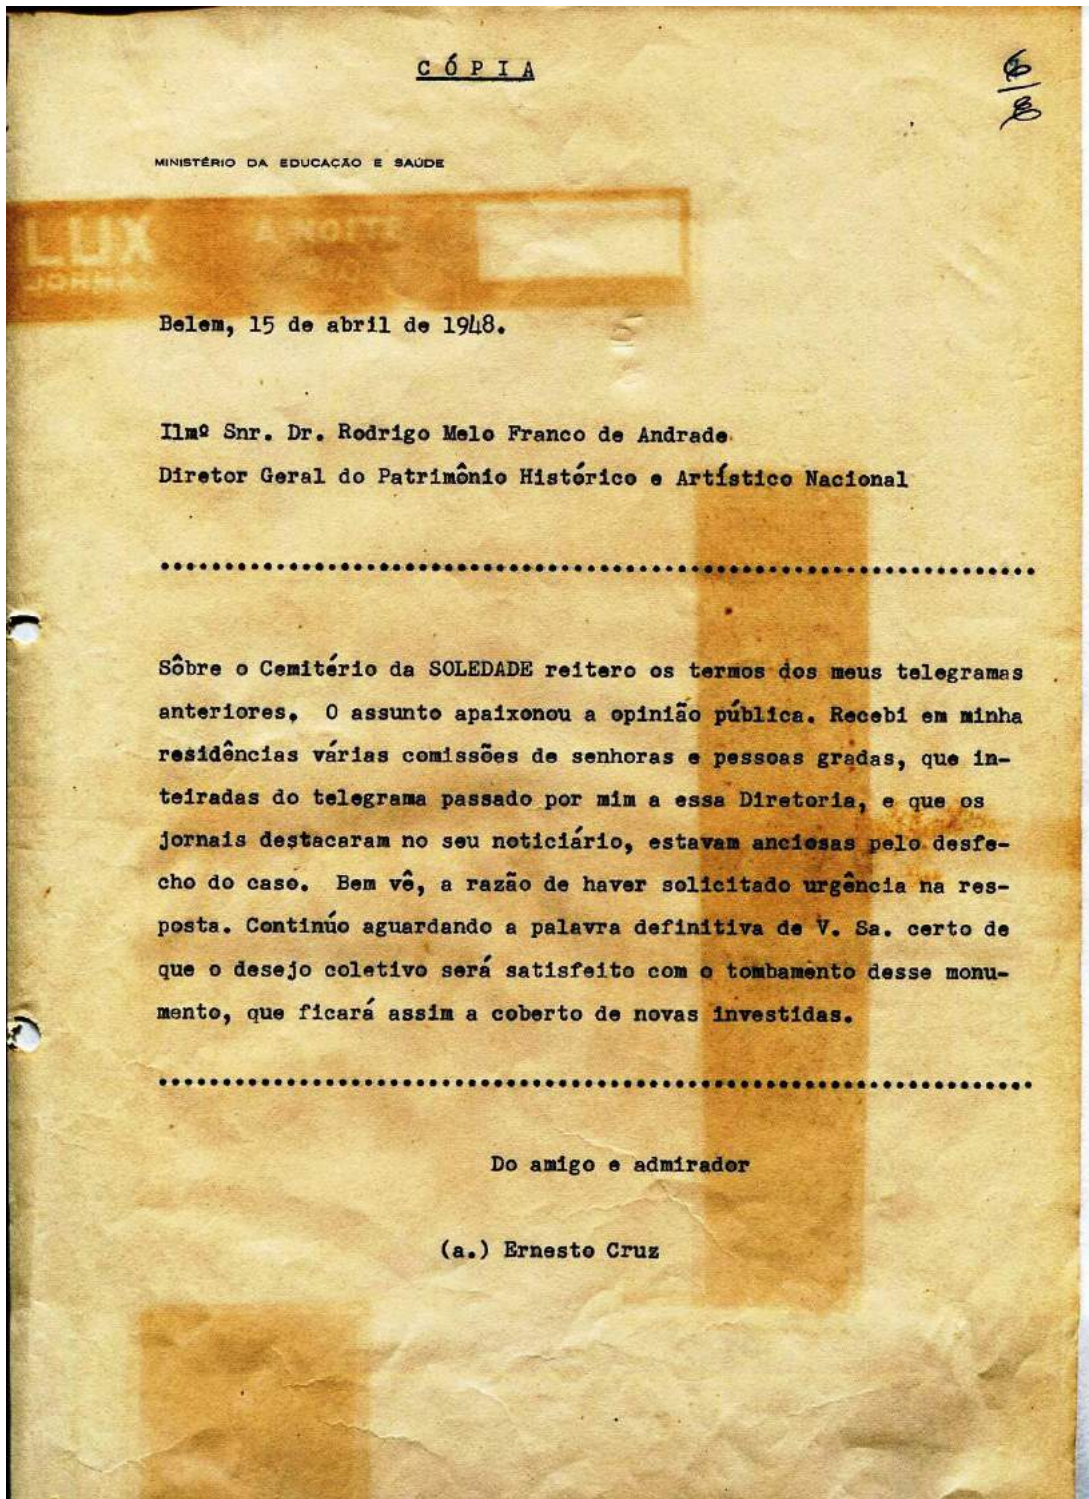 CÓPIA
6
8
MINISTÉRIO DA EDUCAÇÃO E SAÚDE
LUX
JORNAL
A NOITE
Belem, 15 de abril de 1948.
Ilmº Snr. Dr. Rodrigo Melo Franco de Andrade
Diretor Geral do Patrimônio Histórico e Artístico Nacional
Sôbre o Cemitério da SOLEDADE reitero os termos dos meus telegramas
anteriores. O assunto apaixonou a opinião pública. Recebi em minha
residências várias comissões de senhoras e pessoas gradas, que in-
teiradas do telegrama passado por mim a essa Diretoria, e que os
jornais destacaram no seu noticiário, estavam anciosas pelo desfe-
cho do caso. Bem vê, a razão de haver solicitado urgência na res-
posta. Continúo aguardando a palavra definitiva de V. Sa. certo de
que o desejo coletivo será satisfeito com o tombamento desse monu-
mento, que ficará assim a coberto de novas investidas.
Do amigo e admirador
(a.) Ernesto Cruz